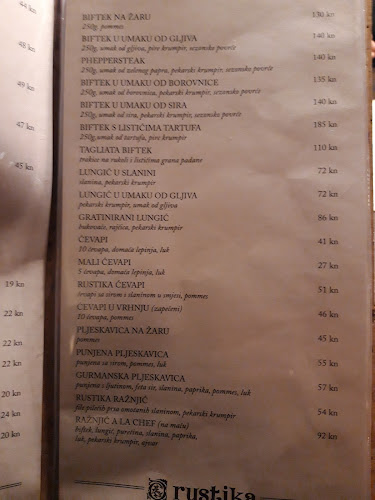 44 kn
48 kn
49 kn
47 kn
45 kn
19 kn
22 kn
22 kn
22 kn
20 kn
24 kn
20 kn
BIFTEK NA ŽARU 130 kn
250g, pommes
BIFTEK U UMAKU OD GLJIVA 140 kn
250g, umak od gljiva, pire krumpir, sezonsko povrće
PHEPPERSTEAK 140 kn
250g, umak od zelenog papra, pekarski krumpir, sezonsko povrće
BIFTEK U UMAKU OD BOROVNICE 135 kn
250g, umak od borovnica, pekarski krumpir, sezonsko povrće
BIFTEK U UMAKU OD SIRA 140 kn
250g, umak od sira, pekarski krumpir, sezonsko povrće
BIFTEK S LISTIĆIMA TARTUFA 185 kn
250g, umak od tartufa, pire krumpir
TAGLIATA BIFTEK 110 kn
trakice na rukoli s listićima grana padane
LUNGIĆ U SLANINI 72 kn
slanina, pekarski krumpir
LUNGIĆ U UMAKU OD GLJIVA 72 kn
pekarski krumpir, umak od gljiva
GRATINIRANI LUNGIĆ 86 kn
bukovače, rajčica, pekarski krumpir
ĆEVAPI 41 kn
10 ćevapa, domaća lepinja, luk
MALI ĆEVAPI 27 kn
5 ćevapa, domaća lepinja, luk
RUSTIKA ĆEVAPI 51 kn
ćevapi sa sirom s slaninom u smjesi, pommes
ĆEVAPI U VRHNJU (zapečeni) 46 kn
10 ćevapa, pommes
PLJESKAVICA NA ŽARU 45 kn
pommes
PUNJENA PLJESKAVICA 55 kn
punjena sa sirom, pommes, luk
GURMANSKA PLJESKAVICA 57 kn
punjena s ljutinom, feta sir, slanina, paprika, pommes, luk
RUSTIKA RAŽNJIĆ 54 kn
file pilećih prsa omotanih slaninom, pekarski krumpir
RAŽNJIĆ A LA CHEF (na maču) 92 kn
biftek, lungić, puretina, slanina, paprika,
luk, pekarski krumpir, ajvar
rustika